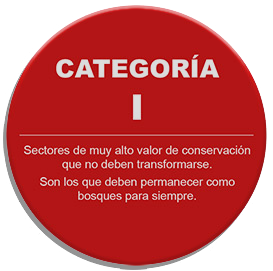 CATEGORÍA
I
Sectores de muy alto valor de conservación
que no deben transformarse.
Son los que deben permanecer como
bosques para siempre.